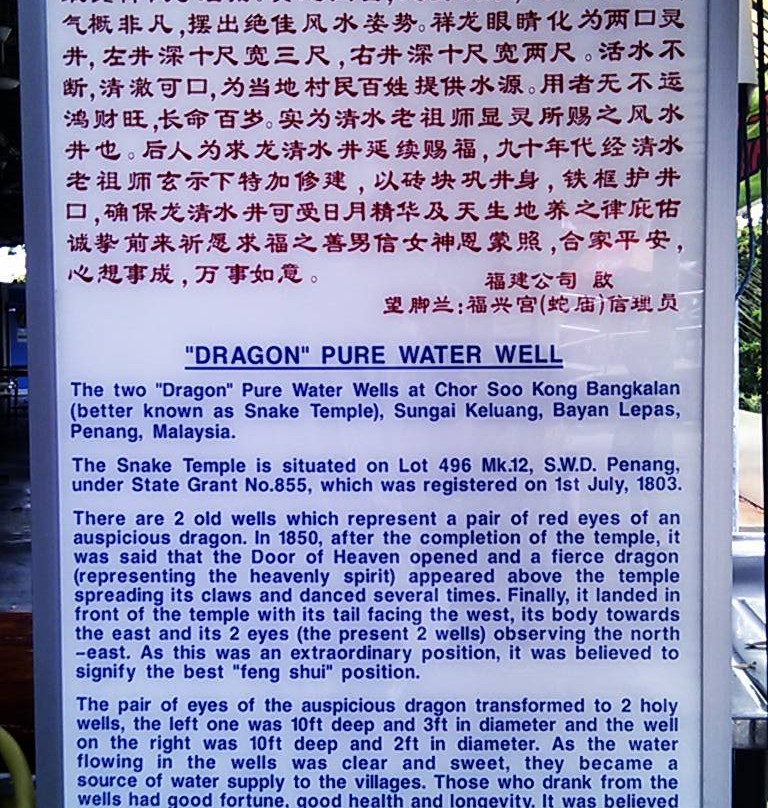 气概非凡,摆出绝佳风水姿势。祥龙眼睛化为两口灵
井,左井深十尺宽三尺,右井深十尺宽两尺。活水不
断,清澈可口,为当地村民百姓提供水源。用者无不运
鸿财旺,长命百岁。实为清水老祖师显灵所赐之风水
井也。后人为求龙清水井延续赐福,九十年代经清水
老祖师玄示下特加修建,以砖块巩井身,铁框护井
口,确保龙清水井可受日月精华及天生地养之律庇佑
诚挚前来祈愿求福之善男信女神恩蒙照,合家平安,
心想事成,万事如意。
福建公司 啟
望脚兰:福兴宫(蛇庙)信理员
"DRAGON" PURE WATER WELL
The two "Dragon" Pure Water Wells at Chor Soo Kong Bangkalan
(better known as Snake Temple), Sungai Keluang, Bayan Lepas,
Penang, Malaysia.
The Snake Temple is situated on Lot 496 Mk.12, S.W.D. Penang,
under State Grant No.855, which was registered on 1st July, 1803.
There are 2 old wells which represent a pair of red eyes of an
auspicious dragon. In 1850, after the completion of the temple, it
was said that the Door of Heaven opened and a fierce dragon
(representing the heavenly spirit) appeared above the temple
spreading its claws and danced several times. Finally, it landed in
front of the temple with its tail facing the west, its body towards
the east and its 2 eyes (the present 2 wells) observing the north
-east. As this was an extraordinary position, it was believed to
signify the best "feng shui" position.
The pair of eyes of the auspicious dragon transformed to 2 holy
wells, the left one was 10ft deep and 3ft in diameter and the well
on the right was 10ft deep and 2ft in diameter. As the water
flowing in the wells was clear and sweet, they became a
source of water supply to the villages. Those who drank from the
wells had good fortune, good health and longevity. It was believed